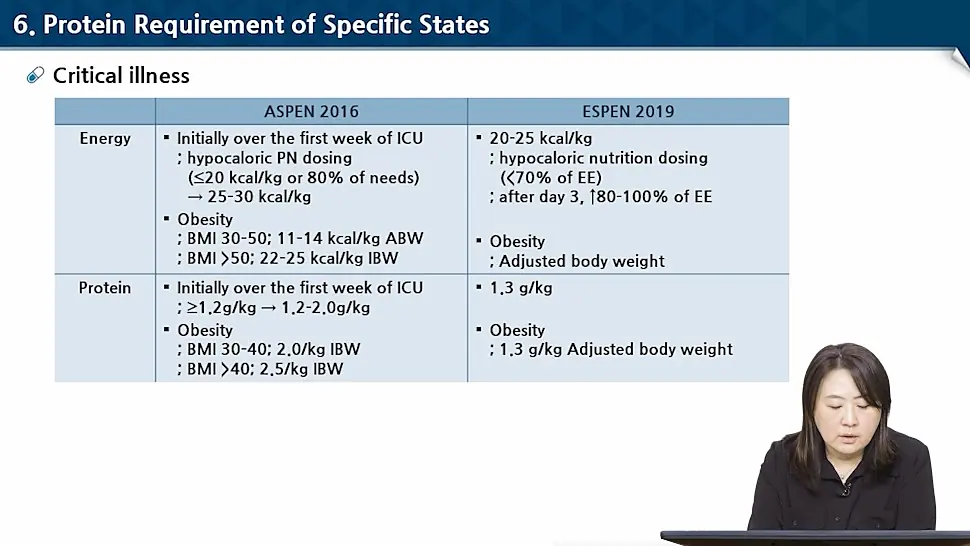 6. Protein Requirement of Specific States
Critical illness
ASPEN 2016
ESPEN 2019
Energy
▪ Initially over the first week of ICU
; hypocaloric PN dosing
(≤20 kcal/kg or 80% of needs)
→ 25-30 kcal/kg
▪ Obesity
; BMI 30-50; 11-14 kcal/kg ABW
; BMI >50; 22-25 kcal/kg IBW
▪ 20-25 kcal/kg
; hypocaloric nutrition dosing
(<70% of EE)
; after day 3, ↑80-100% of EE
▪ Obesity
; Adjusted body weight
Protein
▪ Initially over the first week of ICU
; ≥1.2g/kg → 1.2-2.0g/kg
▪ Obesity
; BMI 30-40; 2.0/kg IBW
; BMI >40; 2.5/kg IBW
▪ 1.3 g/kg
▪ Obesity
; 1.3 g/kg Adjusted body weight